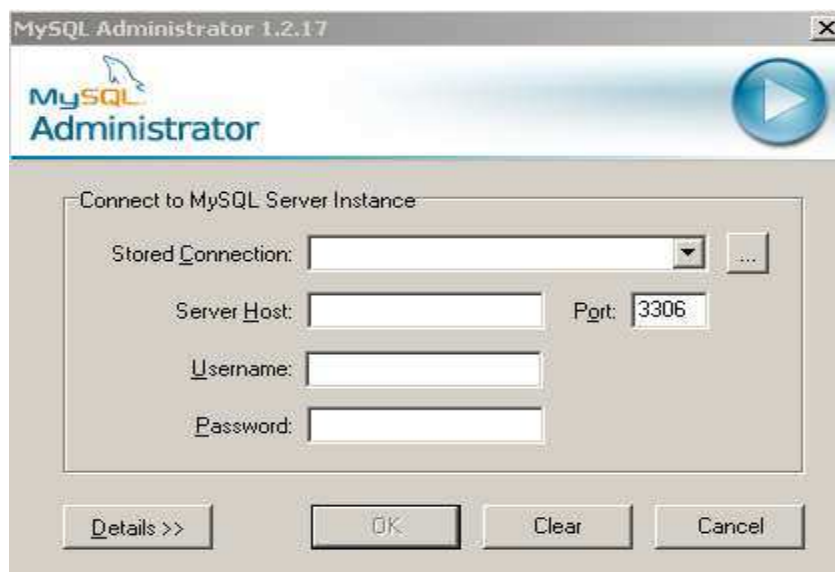 MySQL Administrator 1.2.17
MySQL
Administrator
Connect to MySQL Server Instance
Stored Connection:
...
Server Host:
Port: 3306
Username:
Password:
Details >>
OK
Clear
Cancel